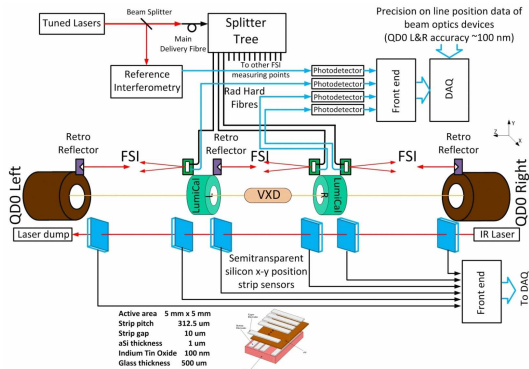 Tuned Lasers
Beam Splitter
Main
Delivery Fibre
Splitter
Tree
Precision on line position data of
beam optics devices
(QD0 L&R accuracy ~100 nm)
Reference
Interferometry
To other FSI
measuring points
Rad Hard
Fibres
Photodetector
Photodetector
Photodetector
Photodetector
Front end
DAQ
Y
Z
X
Retro
Reflector
FSI
Retro
Reflector
FSI
FSI
Retro
Reflector
QD0 Left
LumiCal
L
VXD
R
LumiCal
QD0 Right
Laser dump
IR Laser
Semitransparent
silicon x-y position
strip sensors
Front end
To DAQ
Active area 5 mm x 5 mm
Strip pitch 312.5 um
Strip gap 10 um
aSi thickness 1 um
Indium Tin Oxide 100 nm
Glass thickness 500 um